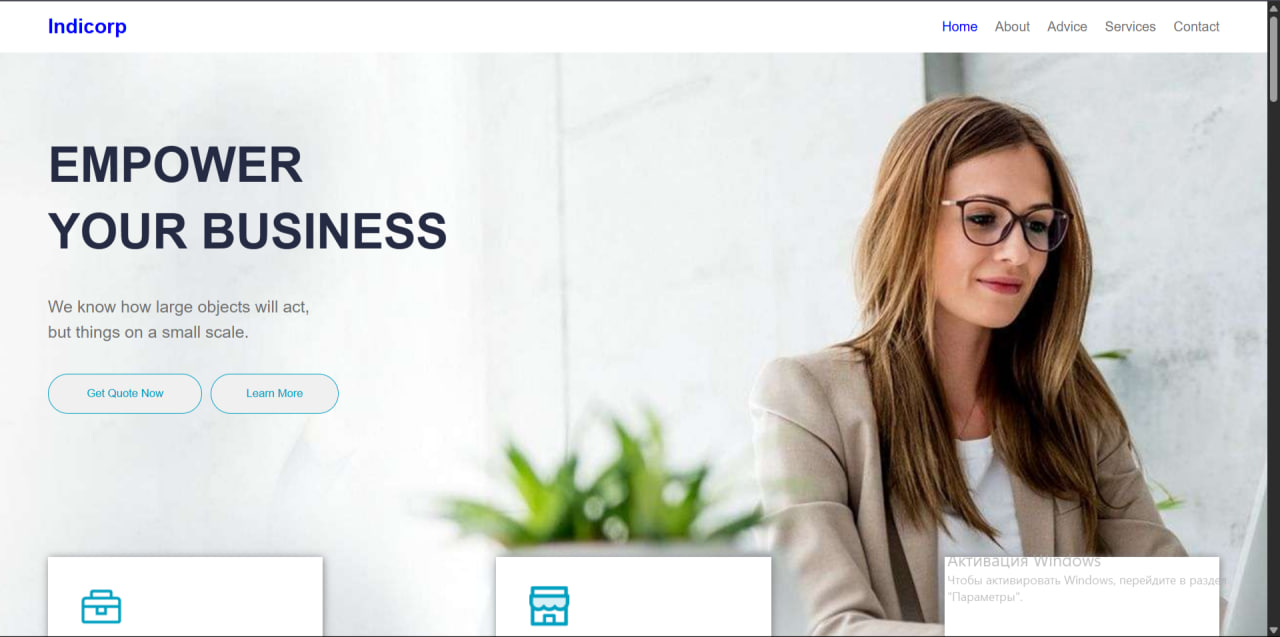 Indicorp
Home About Advice Services Contact
EMPOWER
YOUR BUSINESS
We know how large objects will act,
but things on a small scale.
Get Quote Now Learn More
Активация Windows
Чтобы активировать Windows, перейдите в раздел
"Параметры".